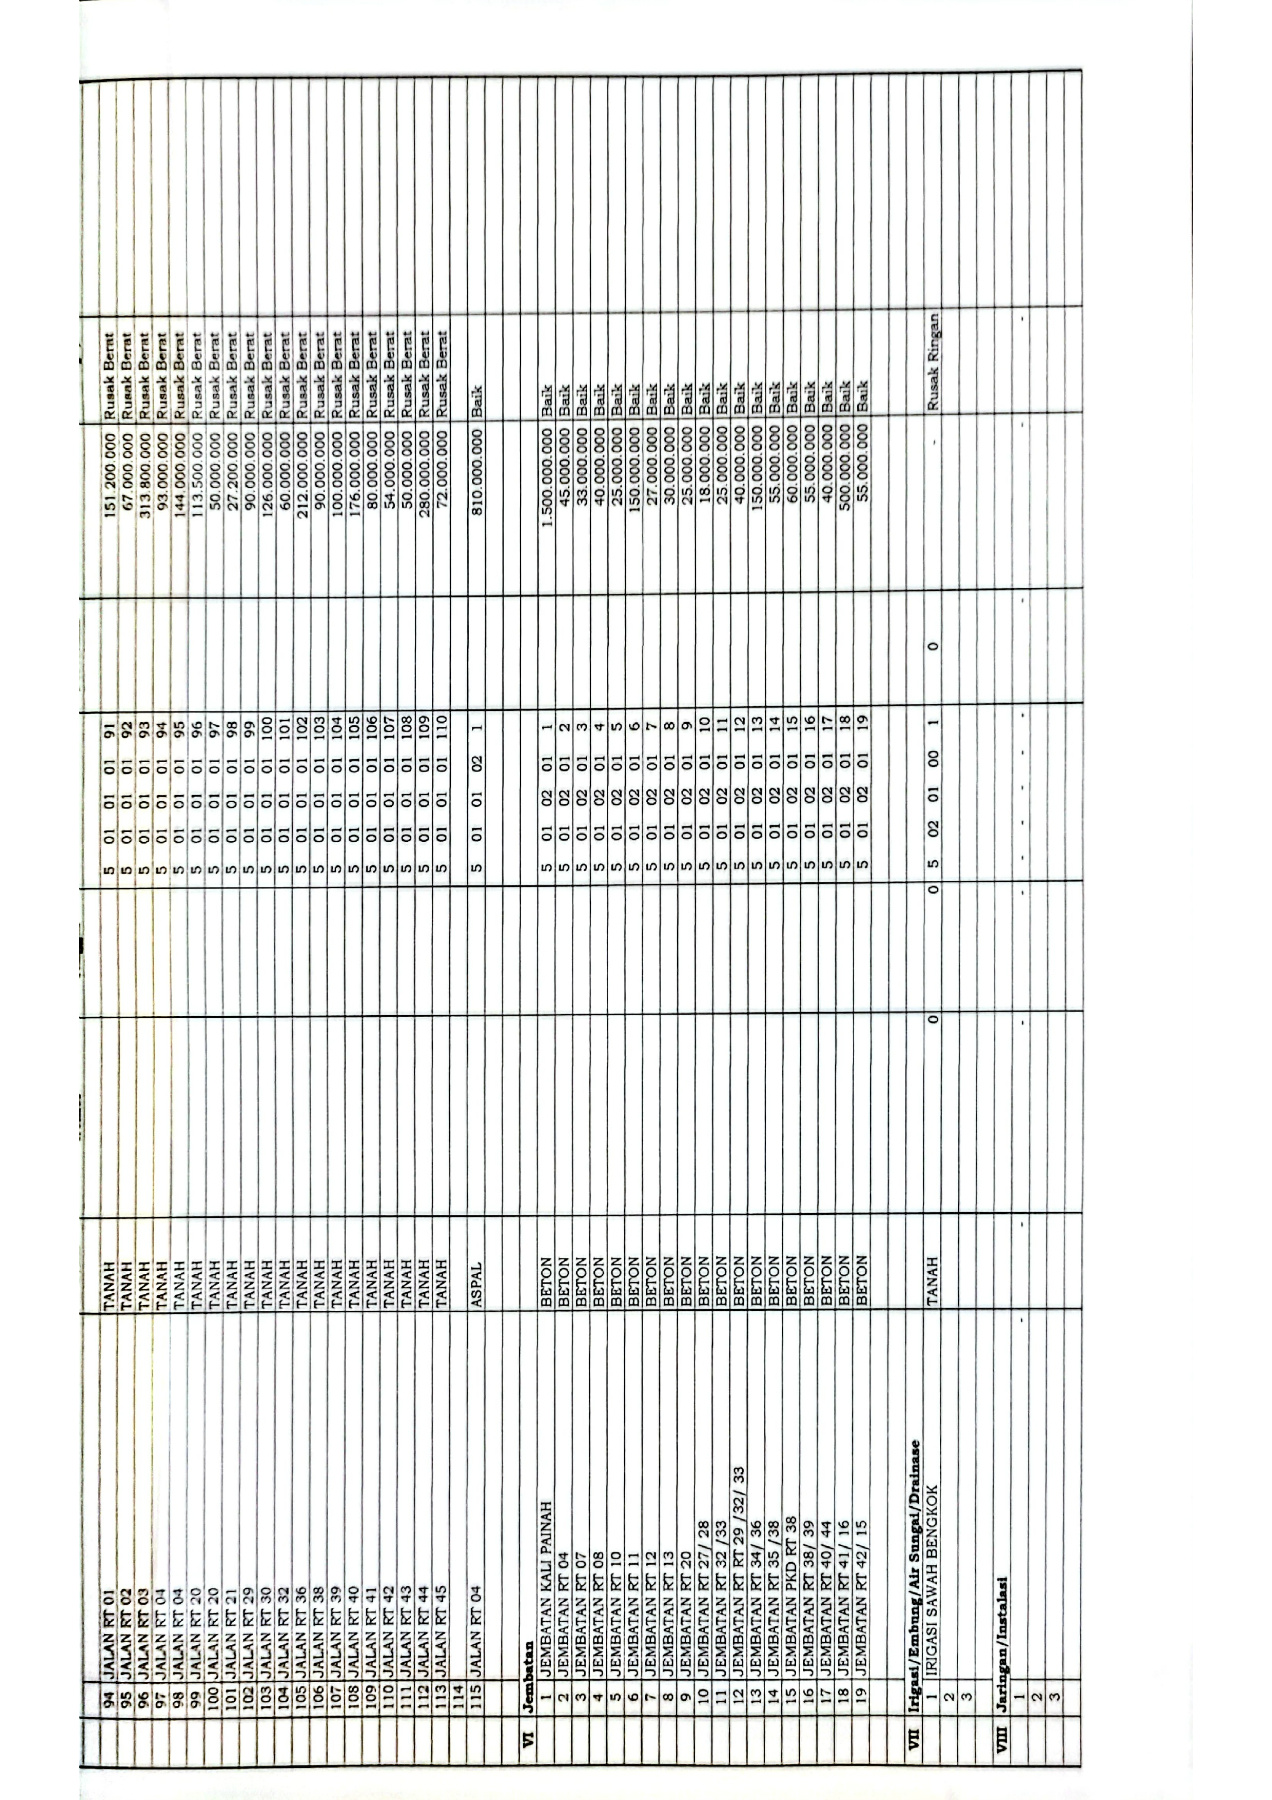 94 JALAN RT 01 TANAH 5 01 01 01 91 151.200.000 Rusak Berat
95 JALAN RT 02 TANAH 5 01 01 01 92 67.000.000 Rusak Berat
96 JALAN RT 03 TANAH 5 01 01 01 93 313.800.000 Rusak Berat
97 JALAN RT 04 TANAH 5 01 01 01 94 93.000.000 Rusak Berat
98 JALAN RT 04 TANAH 5 01 01 01 95 144.000.000 Rusak Berat
99 JALAN RT 20 TANAH 5 01 01 01 96 113.500.000 Rusak Berat
100 JALAN RT 20 TANAH 5 01 01 01 97 50.000.000 Rusak Berat
101 JALAN RT 21 TANAH 5 01 01 01 98 27.200.000 Rusak Berat
102 JALAN RT 29 TANAH 5 01 01 01 99 90.000.000 Rusak Berat
103 JALAN RT 30 TANAH 5 01 01 01 100 126.000.000 Rusak Berat
104 JALAN RT 32 TANAH 5 01 01 01 101 60.000.000 Rusak Berat
105 JALAN RT 36 TANAH 5 01 01 01 102 212.000.000 Rusak Berat
106 JALAN RT 38 TANAH 5 01 01 01 103 90.000.000 Rusak Berat
107 JALAN RT 39 TANAH 5 01 01 01 104 100.000.000 Rusak Berat
108 JALAN RT 40 TANAH 5 01 01 01 105 176.000.000 Rusak Berat
109 JALAN RT 41 TANAH 5 01 01 01 106 80.000.000 Rusak Berat
110 JALAN RT 42 TANAH 5 01 01 01 107 54.000.000 Rusak Berat
111 JALAN RT 43 TANAH 5 01 01 01 108 50.000.000 Rusak Berat
112 JALAN RT 44 TANAH 5 01 01 01 109 280.000.000 Rusak Berat
113 JALAN RT 45 TANAH 5 01 01 01 110 72.000.000 Rusak Berat
114
115 JALAN RT 04 ASPAL 5 01 01 02 1 810.000.000 Baik
VI Jembatan
1 JEMBATAN KALI PAINAH BETON 5 01 02 01 1 1.500.000.000 Baik
2 JEMBATAN RT 04 BETON 5 01 02 01 2 45.000.000 Baik
3 JEMBATAN RT 07 BETON 5 01 02 01 3 33.000.000 Baik
4 JEMBATAN RT 08 BETON 5 01 02 01 4 40.000.000 Baik
5 JEMBATAN RT 10 BETON 5 01 02 01 5 25.000.000 Baik
6 JEMBATAN RT 11 BETON 5 01 02 01 6 150.000.000 Baik
7 JEMBATAN RT 12 BETON 5 01 02 01 7 27.000.000 Baik
8 JEMBATAN RT 13 BETON 5 01 02 01 8 30.000.000 Baik
9 JEMBATAN RT 20 BETON 5 01 02 01 9 25.000.000 Baik
10 JEMBATAN RT 27/ 28 BETON 5 01 02 01 10 18.000.000 Baik
11 JEMBATAN RT 32 /33 BETON 5 01 02 01 11 25.000.000 Baik
12 JEMBATAN RT RT 29 /32/ 33 BETON 5 01 02 01 12 40.000.000 Baik
13 JEMBATAN RT 34/ 36 BETON 5 01 02 01 13 150.000.000 Baik
14 JEMBATAN RT 35 /38 BETON 5 01 02 01 14 55.000.000 Baik
15 JEMBATAN PKD RT 38 BETON 5 01 02 01 15 60.000.000 Baik
16 JEMBATAN RT 38/ 39 BETON 5 01 02 01 16 55.000.000 Baik
17 JEMBATAN RT 40/ 44 BETON 5 01 02 01 17 40.000.000 Baik
18 JEMBATAN RT 41/ 16 BETON 5 01 02 01 18 500.000.000 Baik
19 JEMBATAN RT 42/ 15 BETON 5 01 02 01 19 55.000.000 Baik
VII Irigasi/Embung/Air Sungai/Drainase
1 IRIGASI SAWAH BENGKOK TANAH 0 0 5 02 01 00 1 0 - Rusak Ringan
2
3
VIII Jaringan/Instalasi
1 - - - - - - - - - - - -
2
3